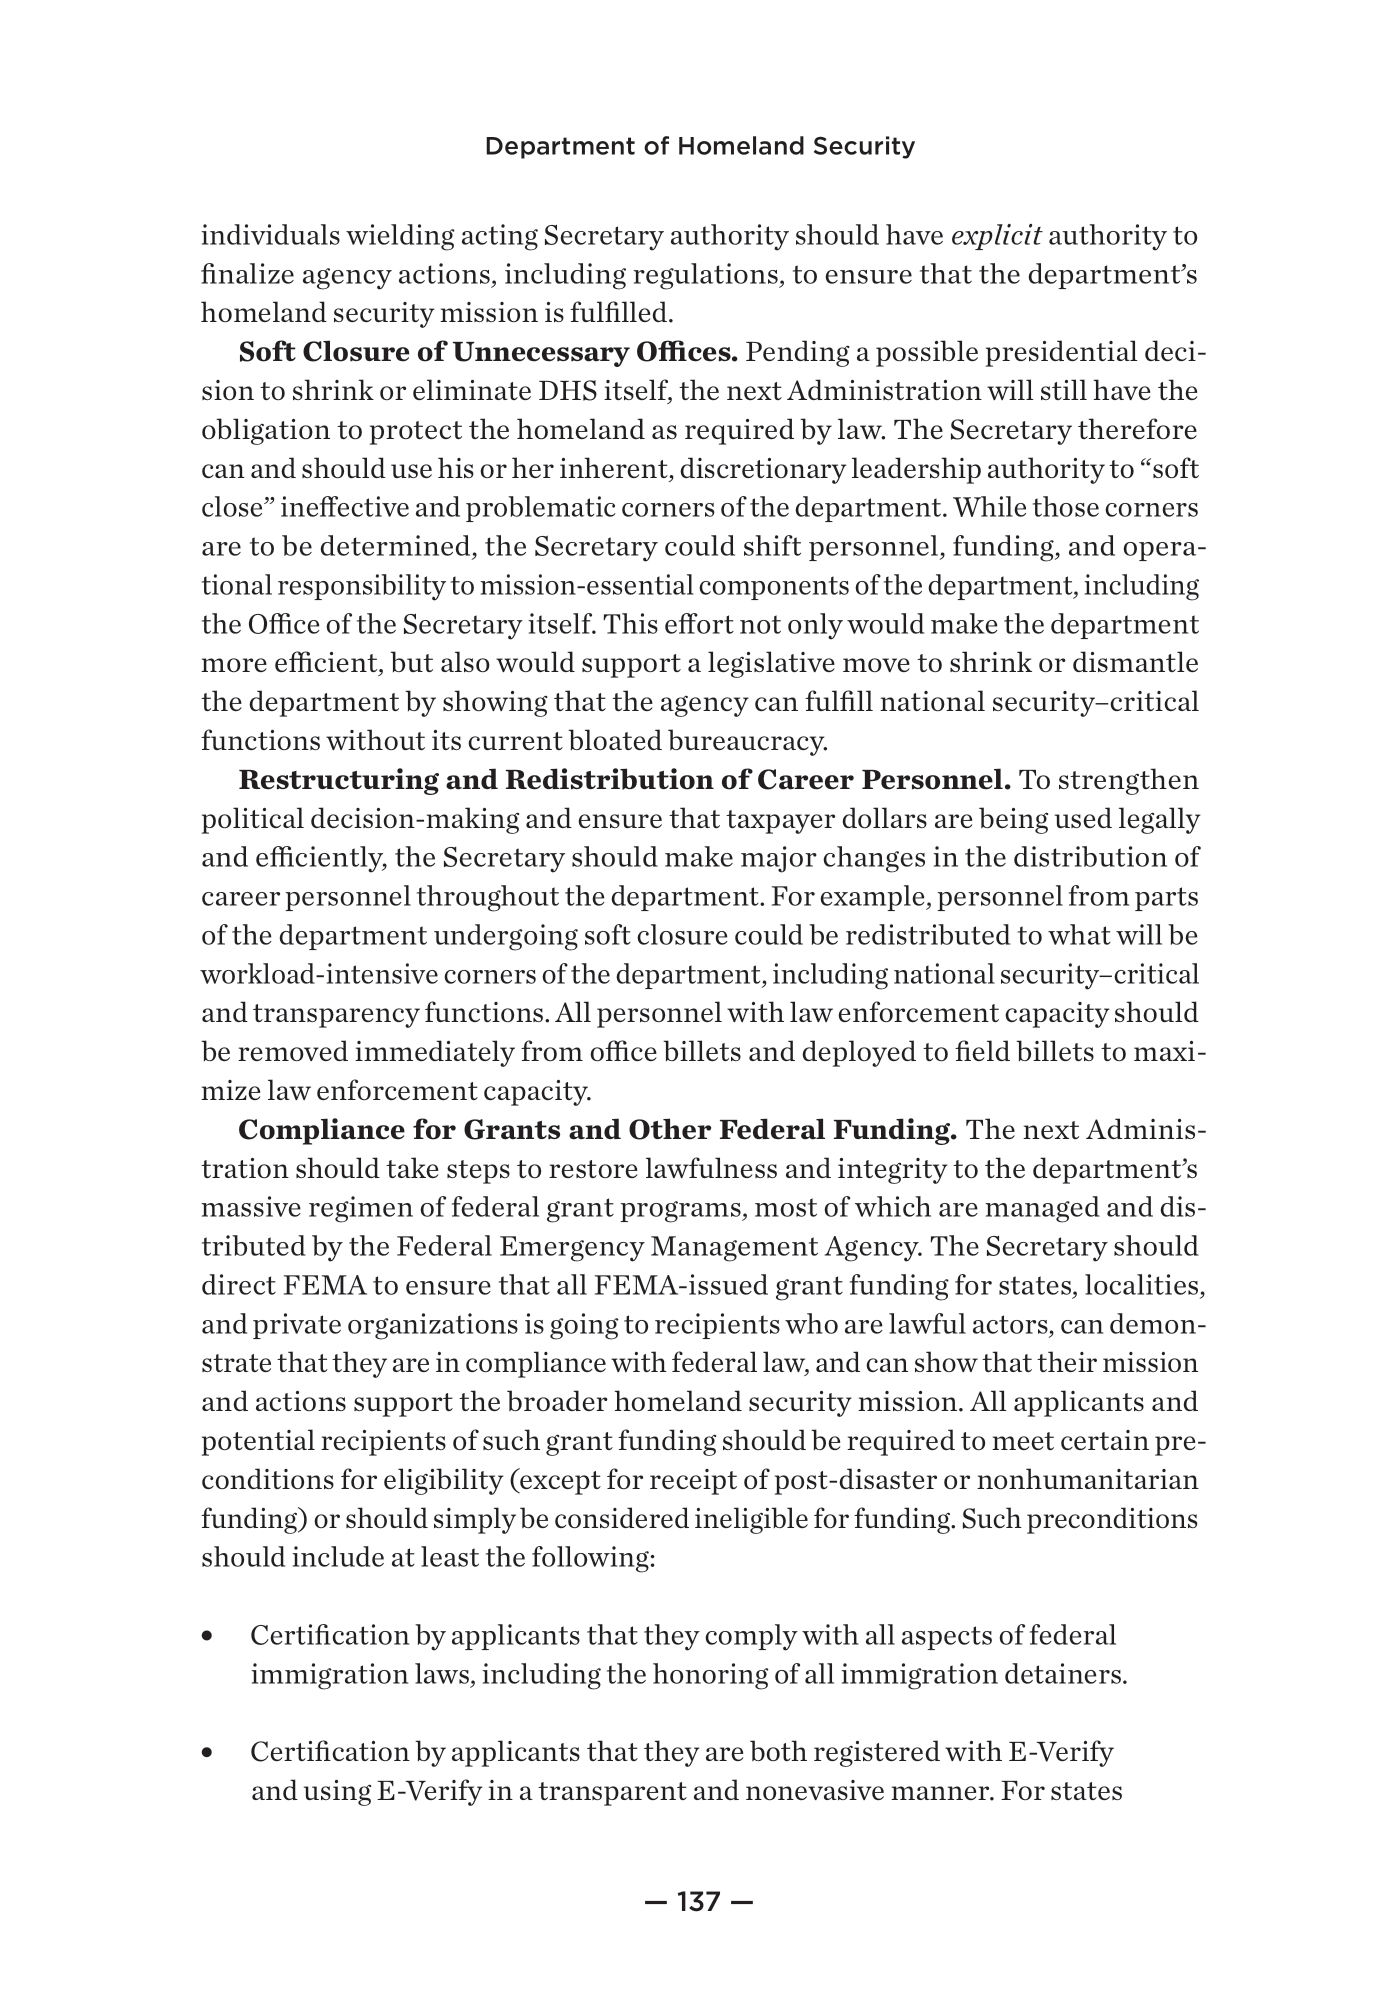 Department of Homeland Security
individuals wielding acting Secretary authority should have explicit authority to
finalize agency actions, including regulations, to ensure that the department’s
homeland security mission is fulfilled.
Soft Closure of Unnecessary Offices. Pending a possible presidential deci-
sion to shrink or eliminate DHS itself, the next Administration will still have the
obligation to protect the homeland as required by law. The Secretary therefore
can and should use his or her inherent, discretionary leadership authority to “soft
close” ineffective and problematic corners of the department. While those corners
are to be determined, the Secretary could shift personnel, funding, and opera-
tional responsibility to mission-essential components of the department, including
the Office of the Secretary itself. This effort not only would make the department
more efficient, but also would support a legislative move to shrink or dismantle
the department by showing that the agency can fulfill national security–critical
functions without its current bloated bureaucracy.
Restructuring and Redistribution of Career Personnel. To strengthen
political decision-making and ensure that taxpayer dollars are being used legally
and efficiently, the Secretary should make major changes in the distribution of
career personnel throughout the department. For example, personnel from parts
of the department undergoing soft closure could be redistributed to what will be
workload-intensive corners of the department, including national security–critical
and transparency functions. All personnel with law enforcement capacity should
be removed immediately from office billets and deployed to field billets to maxi-
mize law enforcement capacity.
Compliance for Grants and Other Federal Funding. The next Adminis-
tration should take steps to restore lawfulness and integrity to the department’s
massive regimen of federal grant programs, most of which are managed and dis-
tributed by the Federal Emergency Management Agency. The Secretary should
direct FEMA to ensure that all FEMA-issued grant funding for states, localities,
and private organizations is going to recipients who are lawful actors, can demon-
strate that they are in compliance with federal law, and can show that their mission
and actions support the broader homeland security mission. All applicants and
potential recipients of such grant funding should be required to meet certain pre-
conditions for eligibility (except for receipt of post-disaster or nonhumanitarian
funding) or should simply be considered ineligible for funding. Such preconditions
should include at least the following:
• Certification by applicants that they comply with all aspects of federal
immigration laws, including the honoring of all immigration detainers.
• Certification by applicants that they are both registered with E-Verify
and using E-Verify in a transparent and nonevasive manner. For states
— 137 —